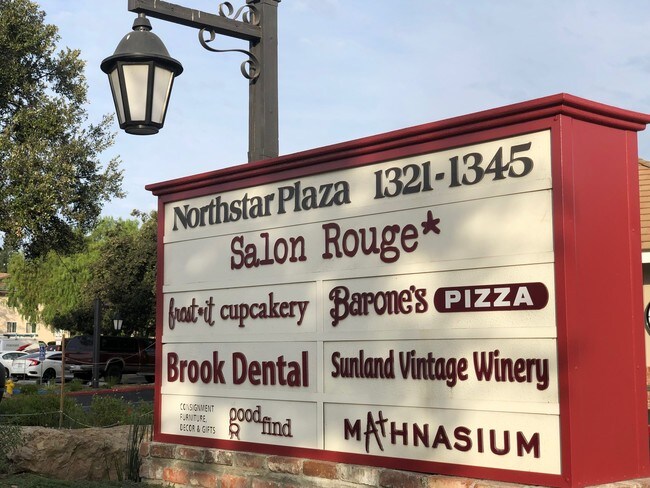 Northstar Plaza 1321-1345
Salon Rouge*
frost·it cupcakery
Barone's PIZZA
Brook Dental
Sunland Vintage Winery
CONSIGNMENT
FURNITURE,
DECOR & GIFTS
good find
MATHNASIUM